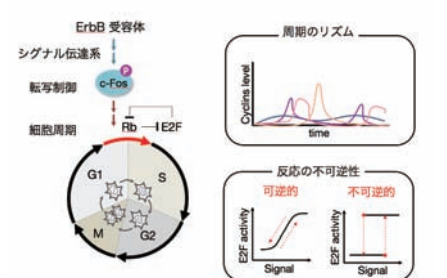 ErbB 受容体
シグナル伝達系
P
転写制御
c-Fos
細胞周期
Rb
E2F
G1
S
M
G2
周期のリズム
Cyclins level
time
反応の不可逆性
可逆的
不可逆的
E2F activity
Signal
E2F activity
Signal